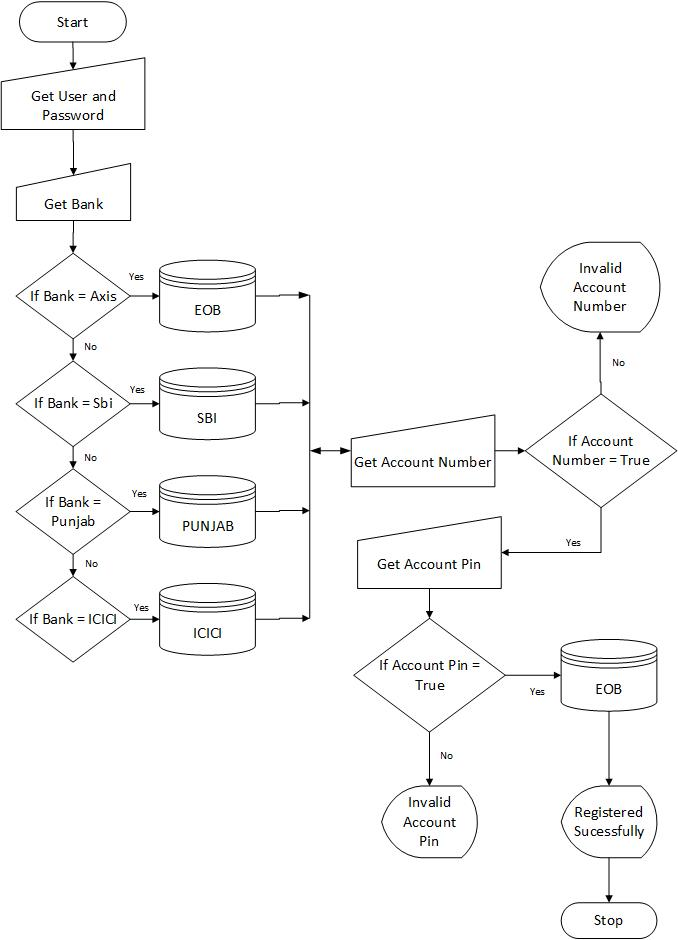 Start
Get User and
Password
Get Bank
If Bank = Axis
Yes
EOB
No
If Bank = Sbi
Yes
SBI
No
If Bank =
Punjab
Yes
PUNJAB
No
If Bank = ICICI
Yes
ICICI
Get Account Number
If Account
Number = True
No
Invalid
Account
Number
Yes
Get Account Pin
If Account Pin =
True
No
Invalid
Account
Pin
Yes
EOB
Registered
Sucessfully
Stop